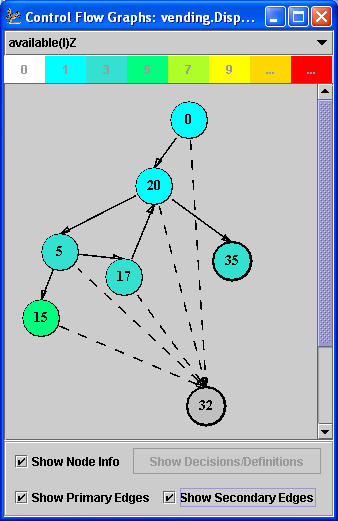 Control Flow Graphs: vending.Disp...
available(I)Z
0 1 3 5 7 9 ... ...
0
20
5
17
35
15
32
Show Node Info Show Decisions/Definitions
Show Primary Edges Show Secondary Edges